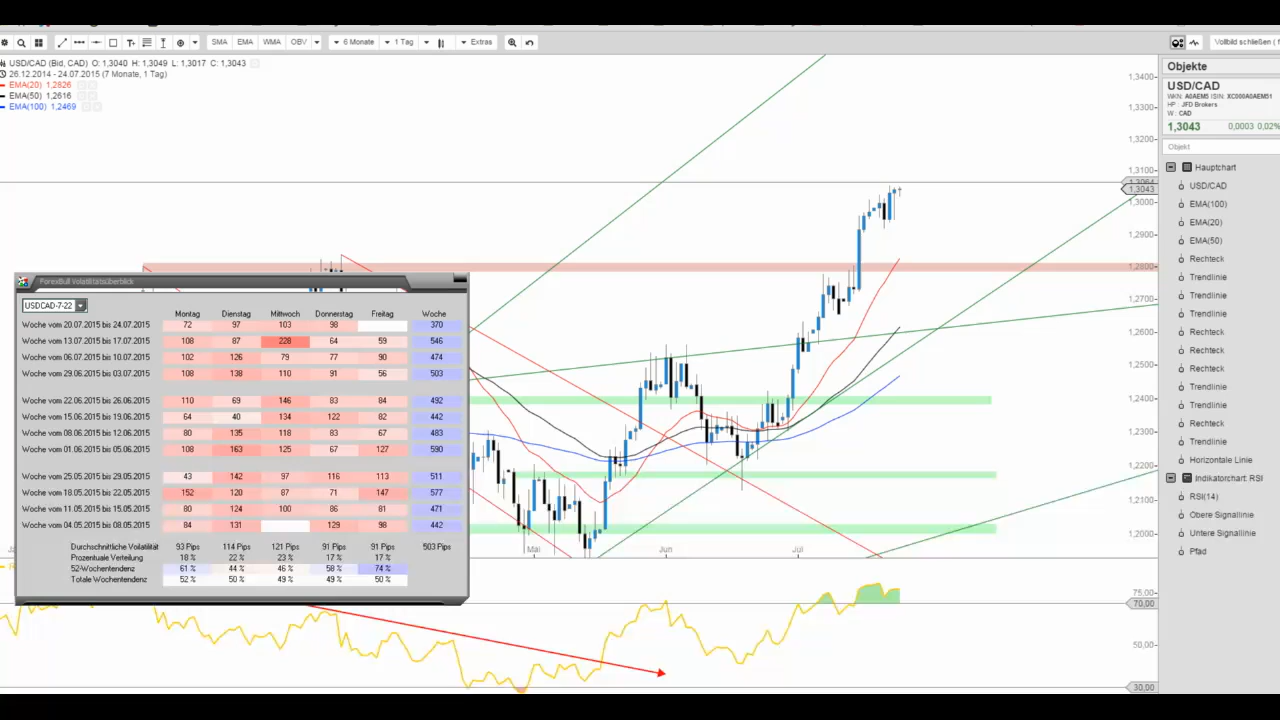 SMA EMA WMA OBV 6 Monate 1 Tag Extras
Vollbild schließen (
USD/CAD (Bid, CAD) O: 1,3040 H: 1,3049 L: 1,3017 C: 1,3043
26.12.2014 - 24.07.2015 (7 Monate, 1 Tag)
EMA(20) 1,2826
EMA(50) 1,2616
EMA(100) 1,2469
1,3400
1,3300
1,3200
1,3100
1,3064
1,3043
1,3000
1,2900
1,2800
1,2700
1,2600
1,2500
1,2400
1,2300
1,2200
1,2100
1,2000
Mai Jun Jul
75,00
70,00
50,00
30,00
ForexBull Volatilitätsüberblick
USDCAD-7-22
Montag Dienstag Mittwoch Donnerstag Freitag Woche
Woche vom 20.07.2015 bis 24.07.2015 72 97 103 98 370
Woche vom 13.07.2015 bis 17.07.2015 108 87 228 64 59 546
Woche vom 06.07.2015 bis 10.07.2015 102 126 79 77 90 474
Woche vom 29.06.2015 bis 03.07.2015 108 138 110 91 56 503
Woche vom 22.06.2015 bis 26.06.2015 110 69 146 83 84 492
Woche vom 15.06.2015 bis 19.06.2015 64 40 134 122 82 442
Woche vom 08.06.2015 bis 12.06.2015 80 135 118 83 67 483
Woche vom 01.06.2015 bis 05.06.2015 108 163 125 67 127 590
Woche vom 25.05.2015 bis 29.05.2015 43 142 97 116 113 511
Woche vom 18.05.2015 bis 22.05.2015 152 120 87 71 147 577
Woche vom 11.05.2015 bis 15.05.2015 80 124 100 86 81 471
Woche vom 04.05.2015 bis 08.05.2015 84 131 129 98 442
Durchschnittliche Volatilität 93 Pips 114 Pips 121 Pips 91 Pips 91 Pips 503 Pips
Prozentuale Verteilung 18 % 22 % 23 % 17 % 17 %
52-Wochentendenz 61 % 44 % 46 % 58 % 74 %
Totale Wochentendenz 52 % 50 % 49 % 49 % 50 %
Objekte
USD/CAD
WKN: A0AEM5 ISIN: XC000A0AEM51
HP : JFD Brokers
W : CAD
1,3043 0,0003 0,02%
Objekt
Hauptchart
USD/CAD
EMA(100)
EMA(20)
EMA(50)
Rechteck
Trendlinie
Trendlinie
Trendlinie
Rechteck
Rechteck
Rechteck
Trendlinie
Trendlinie
Rechteck
Trendlinie
Horizontale Linie
Indikatorchart: RSI
RSI(14)
Obere Signallinie
Untere Signallinie
Pfad